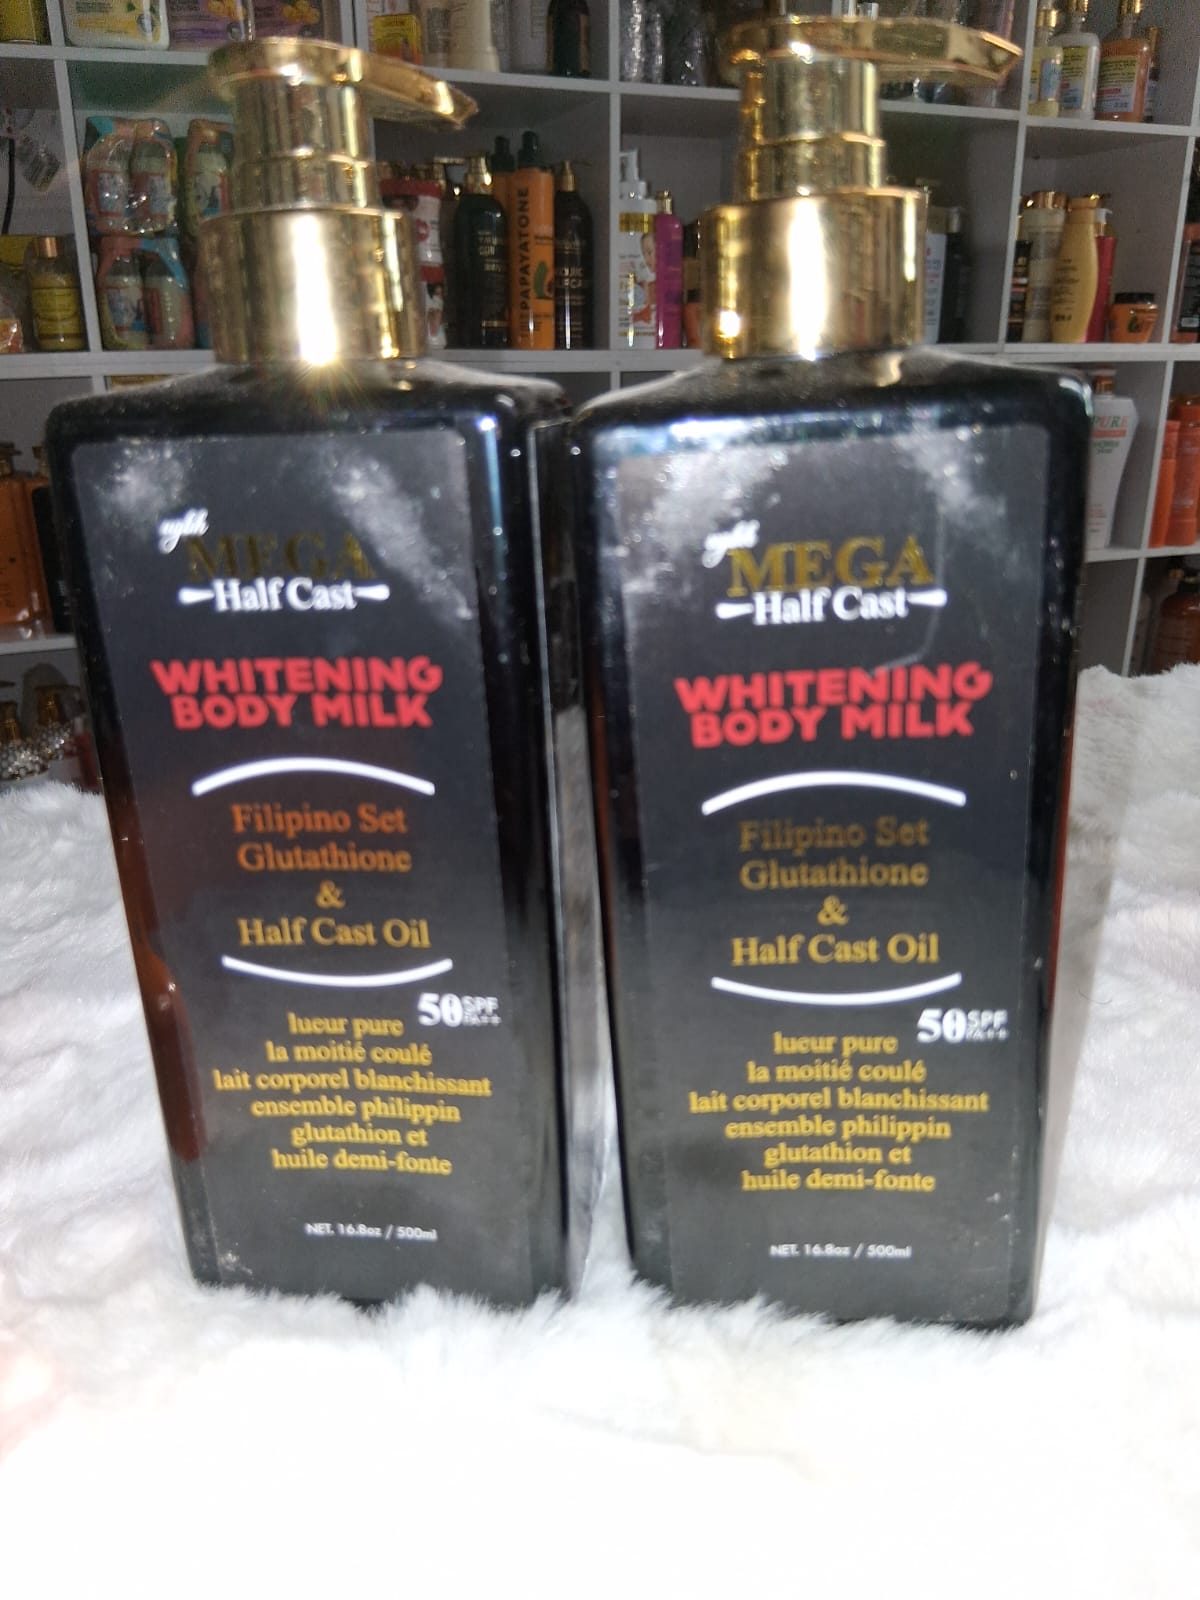 MEGA
Half Cast
WHITENING
BODY MILK
Filipino Set
Glutathione
&
Half Cast Oil
50 SPF
PA++
lueur pure
la moitié coulé
lait corporel blanchissant
ensemble philippin
glutathion et
huile demi-fonte
NET. 16.8oz / 500ml
MEGA
Half Cast
WHITENING
BODY MILK
Filipino Set
Glutathione
&
Half Cast Oil
50 SPF
PA++
lueur pure
la moitié coulé
lait corporel blanchissant
ensemble philippin
glutathion et
huile demi-fonte
NET. 16.8oz / 500ml
PAPAYATONE